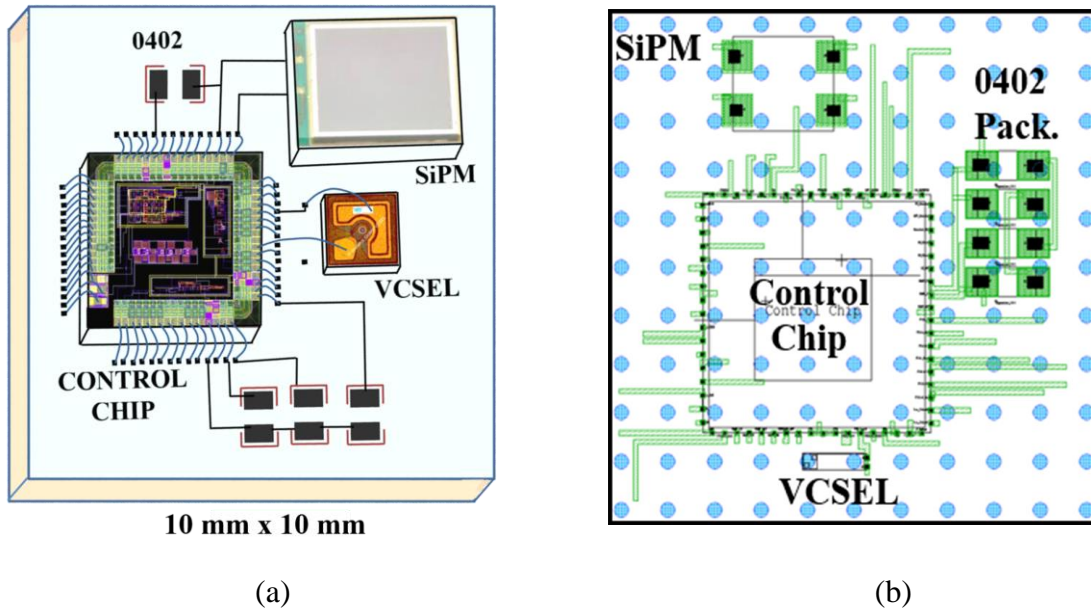 0402
SiPM
VCSEL
CONTROL
CHIP
10 mm x 10 mm
(a)
SiPM
0402
Pack.
Control
Control Chip
Chip
VCSEL
(b)